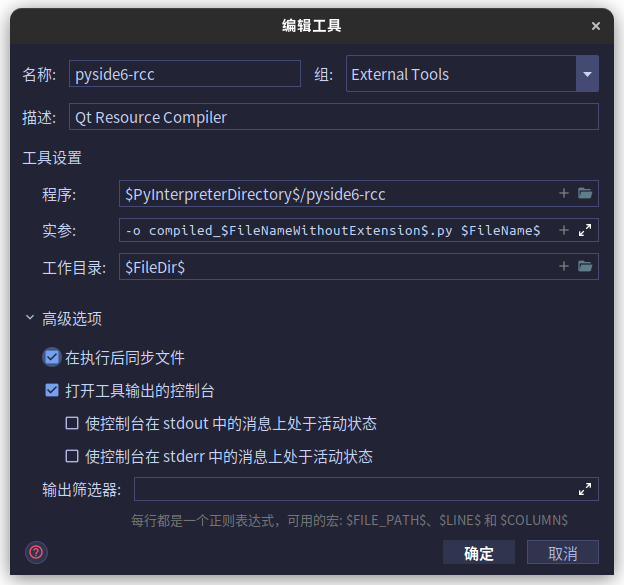 编辑工具
名称: pyside6-rcc 组: External Tools
描述: Qt Resource Compiler
工具设置
程序: $PyInterpreterDirectory$/pyside6-rcc
实参: -o compiled_$FileNameWithoutExtension$.py $FileName$
工作目录: $FileDir$
高级选项
在执行后同步文件
打开工具输出的控制台
使控制台在 stdout 中的消息上处于活动状态
使控制台在 stderr 中的消息上处于活动状态
输出筛选器:
每行都是一个正则表达式，可用的宏: $FILE_PATH$、$LINE$ 和 $COLUMN$
确定 取消